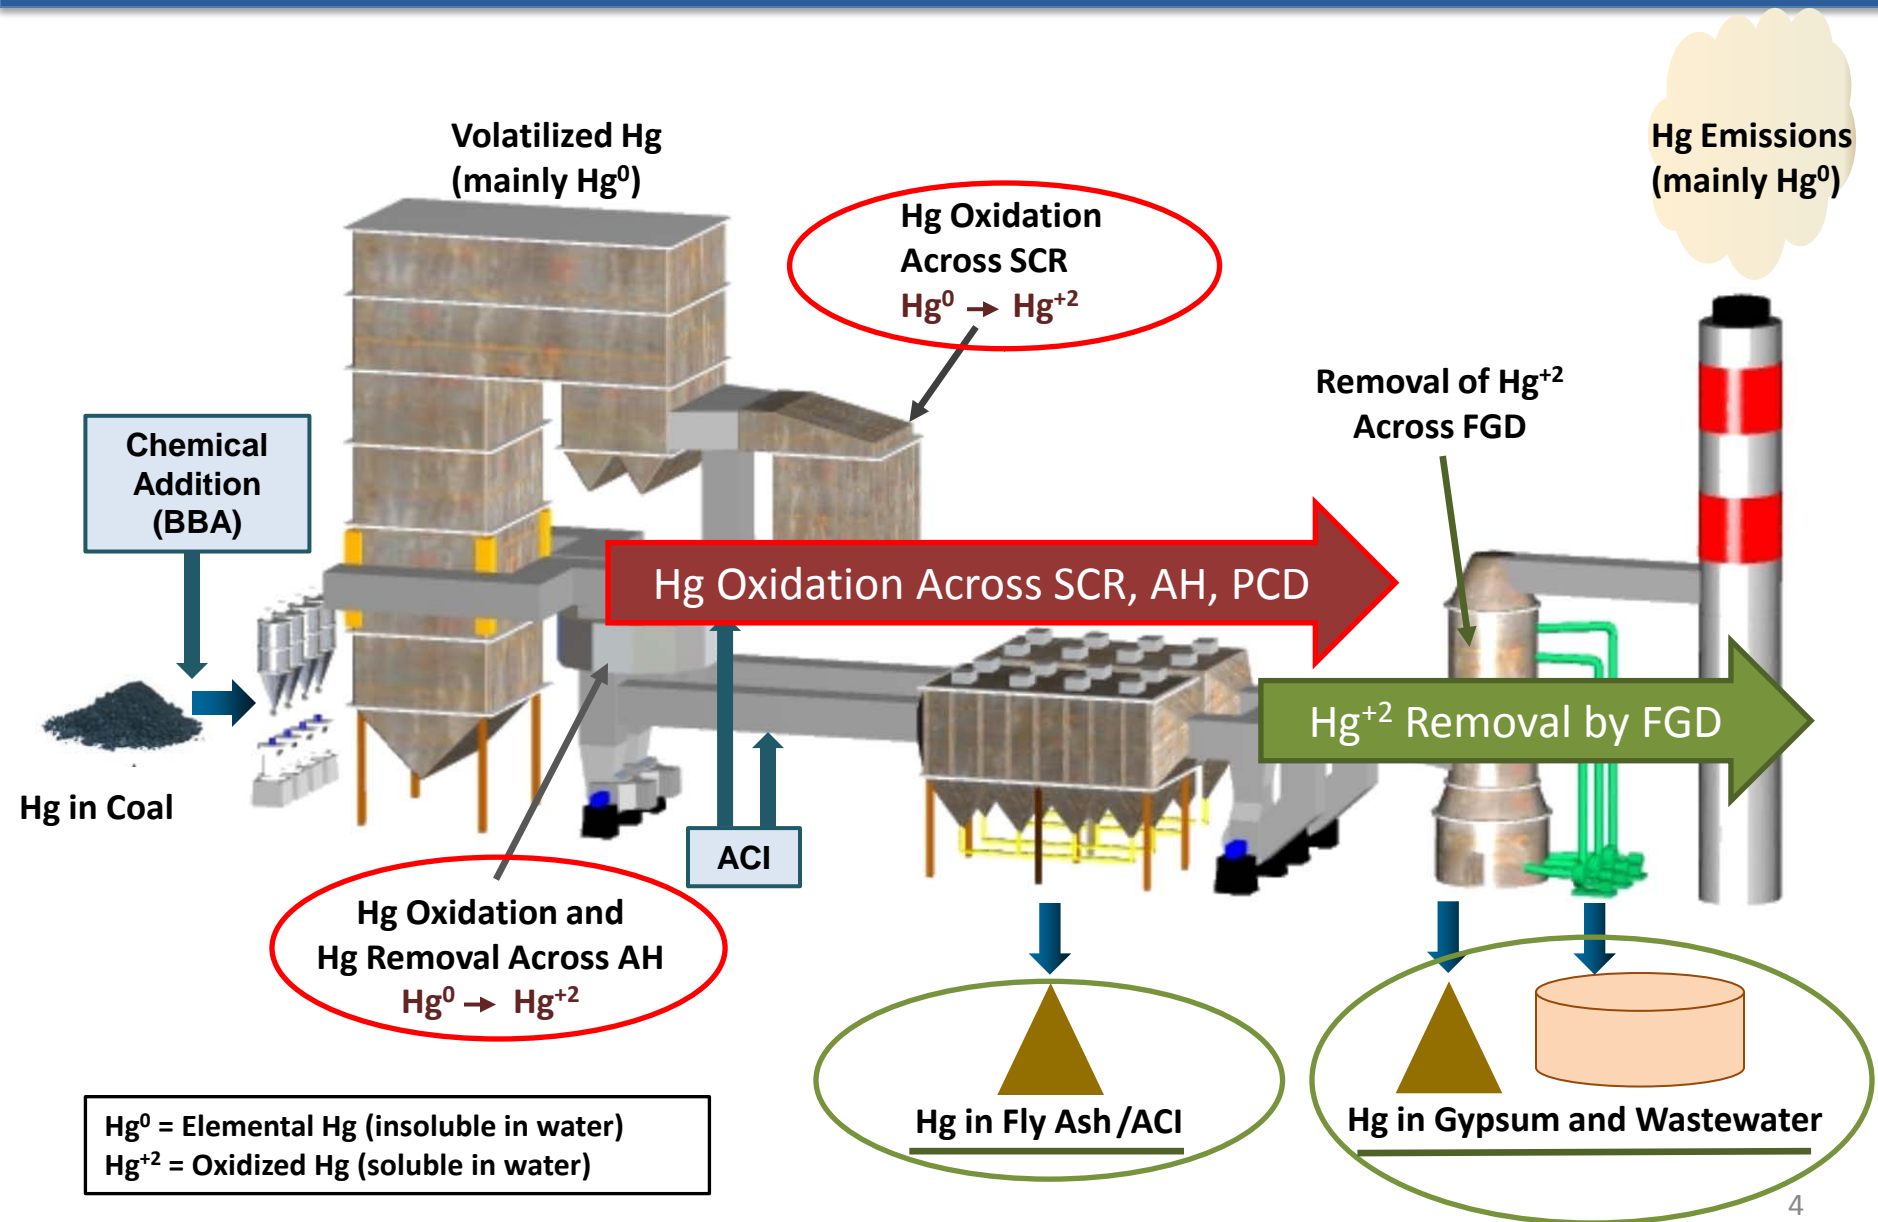 Volatilized Hg
(mainly Hg⁰)
Hg Emissions
(mainly Hg⁰)
Hg Oxidation
Across SCR
Hg⁰ → Hg⁺²
Removal of Hg⁺²
Across FGD
Chemical
Addition
(BBA)
Hg Oxidation Across SCR, AH, PCD
Hg⁺² Removal by FGD
Hg in Coal
ACI
Hg Oxidation and
Hg Removal Across AH
Hg⁰ → Hg⁺²
Hg in Fly Ash/ACI
Hg in Gypsum and Wastewater
Hg⁰ = Elemental Hg (insoluble in water)
Hg⁺² = Oxidized Hg (soluble in water)
4